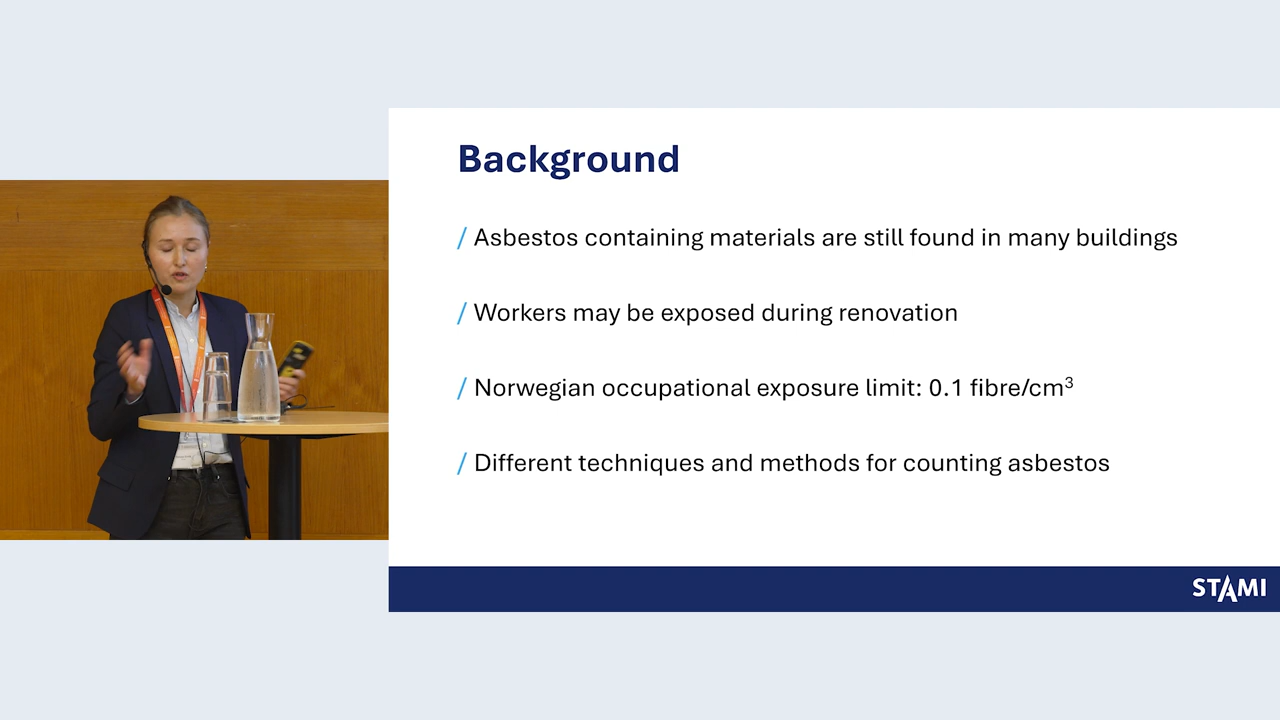 Background
/ Asbestos containing materials are still found in many buildings
/ Workers may be exposed during renovation
/ Norwegian occupational exposure limit: 0.1 fibre/cm³
/ Different techniques and methods for counting asbestos
STAMI